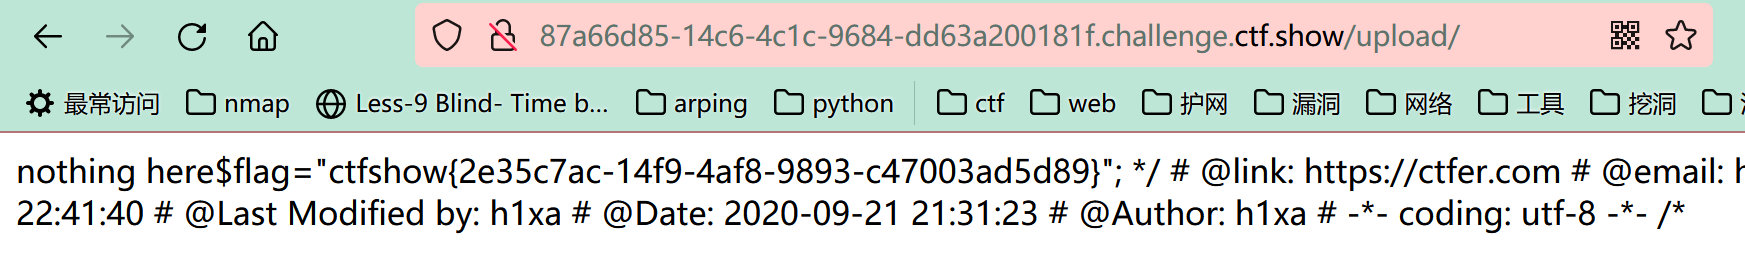 87a66d85-14c6-4c1c-9684-dd63a200181f.challenge.ctf.show/upload/
最常访问 nmap Less-9 Blind- Time b... arping python ctf web 护网 漏洞 网络 工具 挖洞
nothing here$flag="ctfshow{2e35c7ac-14f9-4af8-9893-c47003ad5d89}"; */ # @link: https://ctfer.com # @email: h
22:41:40 # @Last Modified by: h1xa # @Date: 2020-09-21 21:31:23 # @Author: h1xa # -*- coding: utf-8 -*- /*